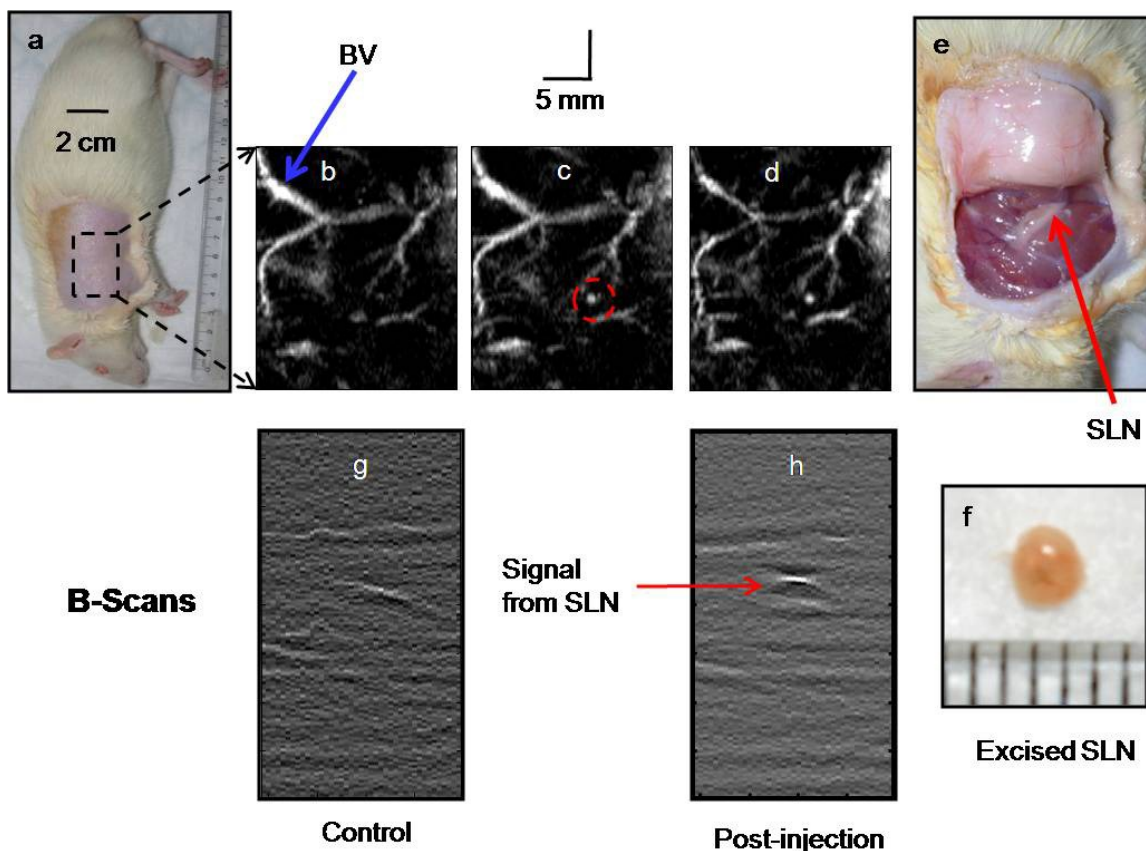 a
BV
5 mm
e
2 cm
b
c
d
SLN
g
h
f
B-Scans
Signal
from SLN
Excised SLN
Control
Post-injection